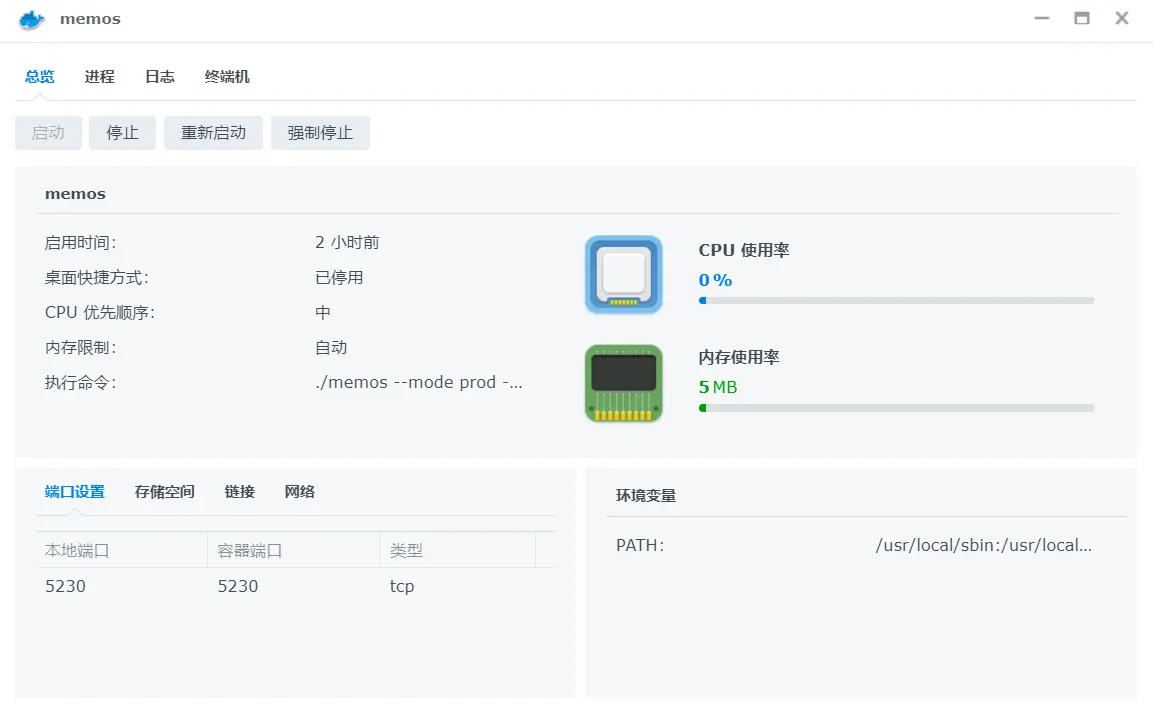 memos
总览 进程 日志 终端机
启动 停止 重新启动 强制停止
memos
启用时间: 2 小时前
桌面快捷方式: 已停用
CPU 优先顺序: 中
内存限制: 自动
执行命令: ./memos --mode prod -...
CPU 使用率
0 %
内存使用率
5 MB
端口设置 存储空间 链接 网络
本地端口 容器端口 类型
5230 5230 tcp
环境变量
PATH: /usr/local/sbin:/usr/local...